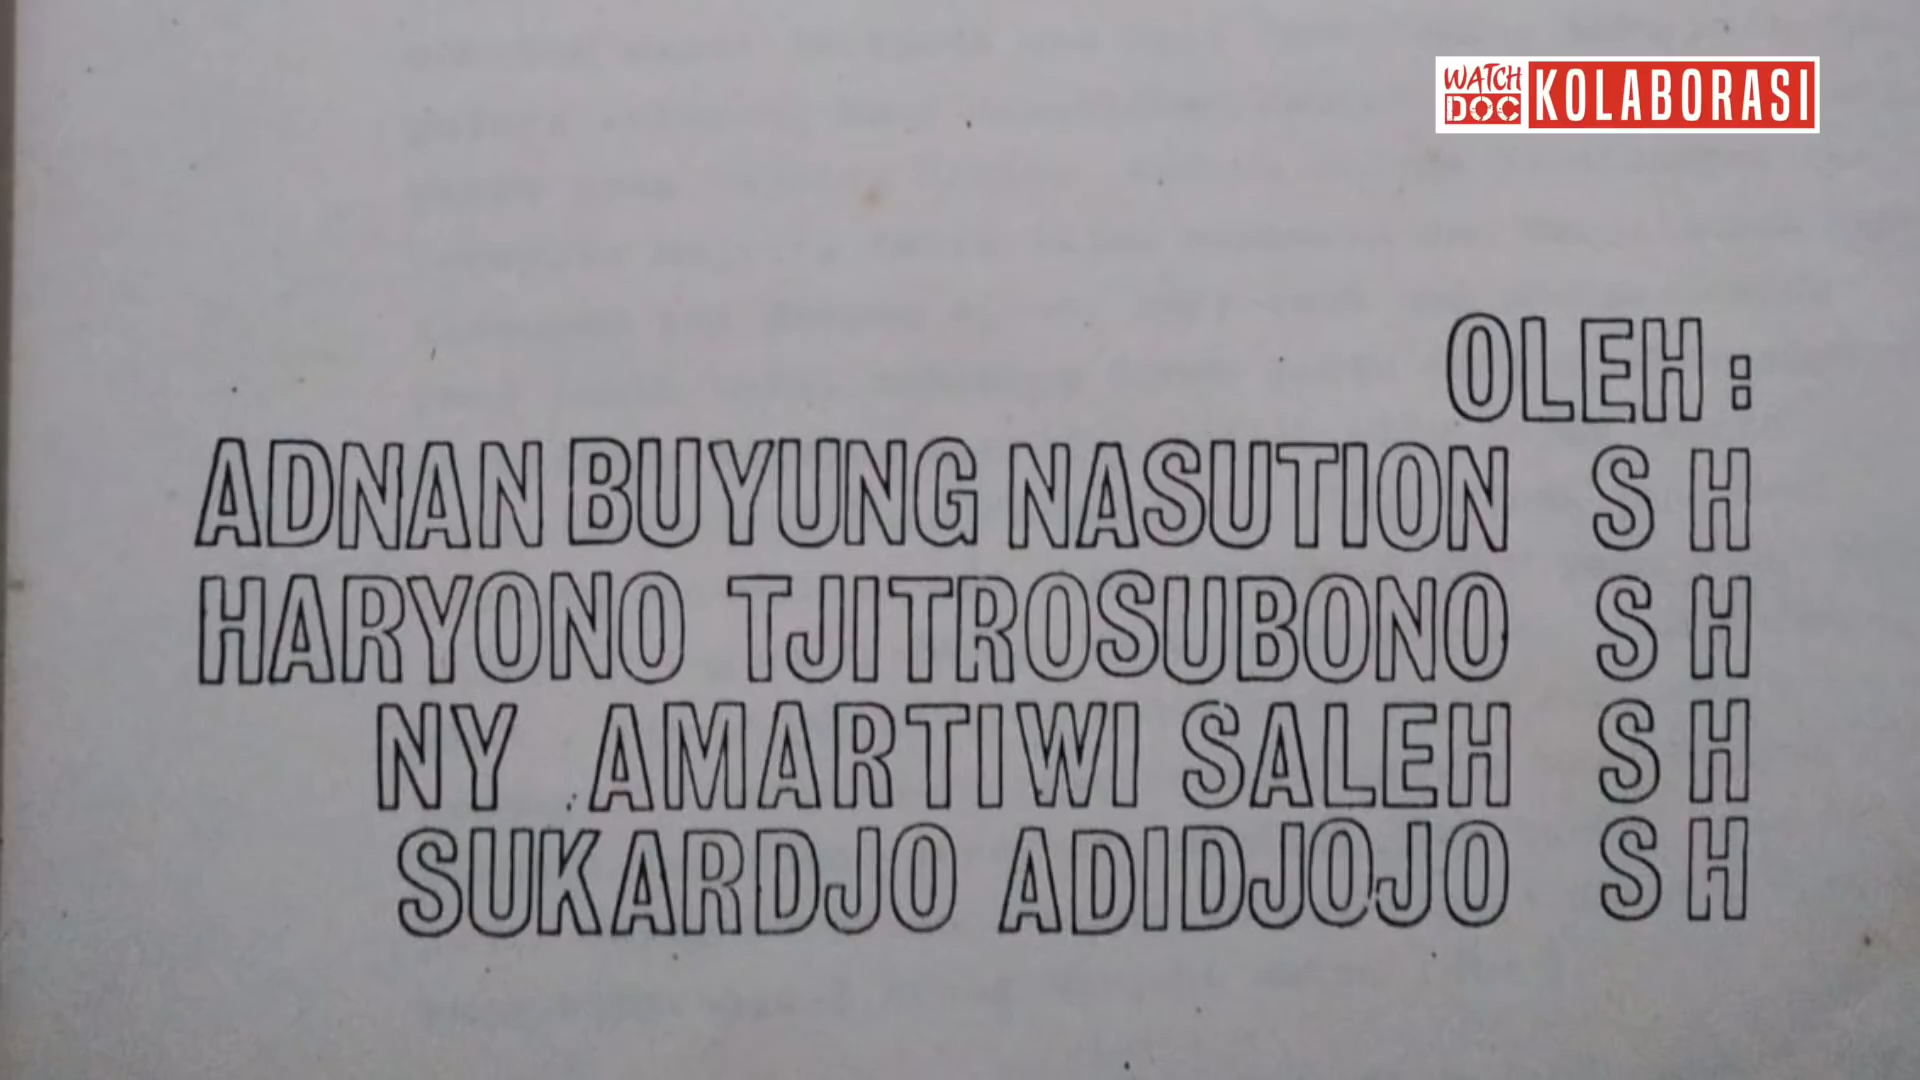 WATCH
DOC
KOLABORASI
OLEH :
ADNAN BUYUNG NASUTION S H
HARYONO TJITROSUBONO S H
NY AMARTIWI SALEH S H
SUKARDJO ADIDJOJO S H